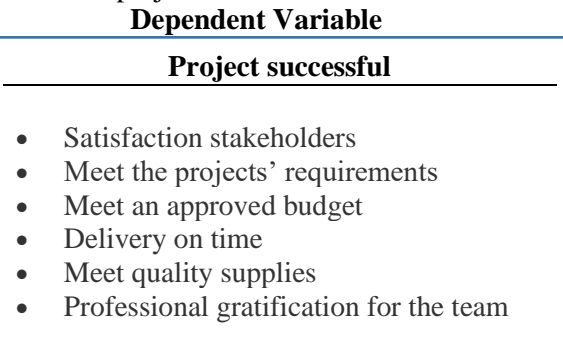 Dependent Variable
Project successful
• Satisfaction stakeholders
• Meet the projects’ requirements
• Meet an approved budget
• Delivery on time
• Meet quality supplies
• Professional gratification for the team